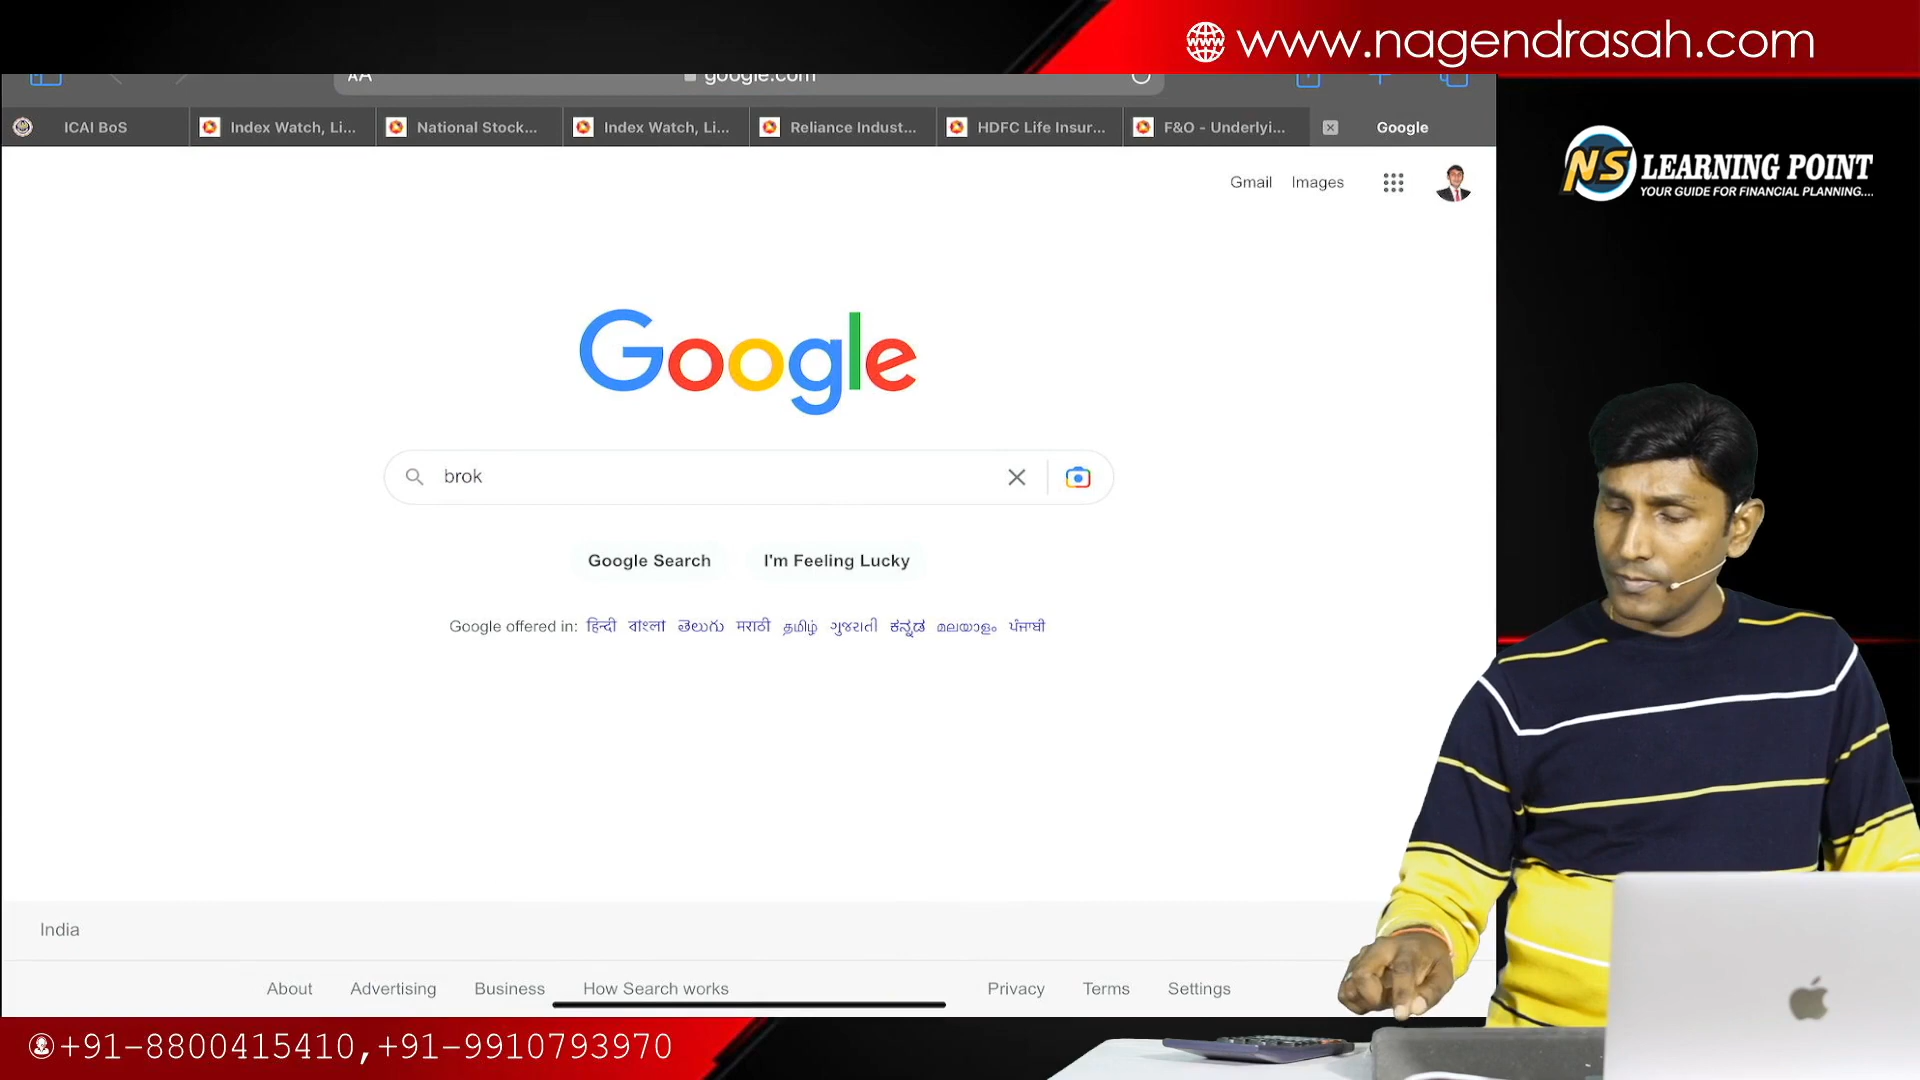 www.nagendrasah.com
AA google.com
ICAI BoS
Index Watch, Li...
National Stock...
Index Watch, Li...
Reliance Indust...
HDFC Life Insur...
F&O - Underlyi...
Google
Gmail Images
NS LEARNING POINT
YOUR GUIDE FOR FINANCIAL PLANNING....
Google
brok
Google Search
I'm Feeling Lucky
Google offered in: हिन्दी বাংলা తెలుగు मराठी தமிழ் ગુજરાતી ಕನ್ನಡ മലയാളം ਪੰਜਾਬੀ
India
About Advertising Business How Search works Privacy Terms Settings
+91-8800415410,+91-9910793970